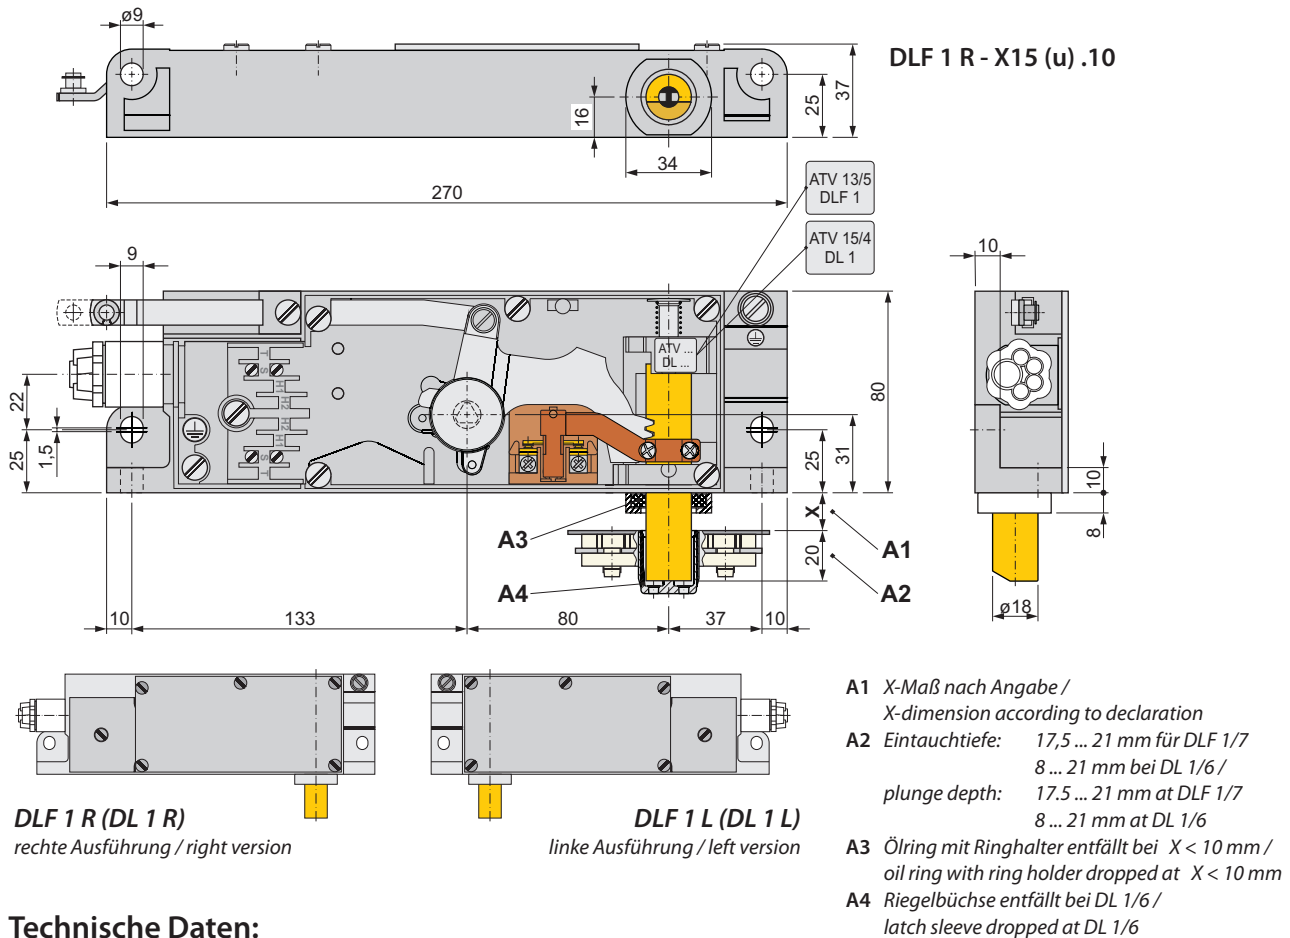 ø9
DLF 1 R - X15 (u) .10
16
25
37
34
270
ATV 13/5
DLF 1
ATV 15/4
DL 1
9
10
ATV ...
DL ...
T
S
H1
H2
H2
H1
S
T
22
25
1,5
80
25
31
X
20
10
8
ø18
A3
A4
A1
A2
10
133
80
37
10
DLF 1 R (DL 1 R)
rechte Ausführung / right version
DLF 1 L (DL 1 L)
linke Ausführung / left version
A1 X-Maß nach Angabe /
X-dimension according to declaration
A2 Eintauchtiefe: 17,5 ... 21 mm für DLF 1/7
8 ... 21 mm bei DL 1/6 /
plunge depth: 17.5 ... 21 mm at DLF 1/7
8 ... 21 mm at DL 1/6
A3 Ölring mit Ringhalter entfällt bei X < 10 mm /
oil ring with ring holder dropped at X < 10 mm
A4 Riegelbüchse entfällt bei DL 1/6 /
latch sleeve dropped at DL 1/6
Technische Daten: